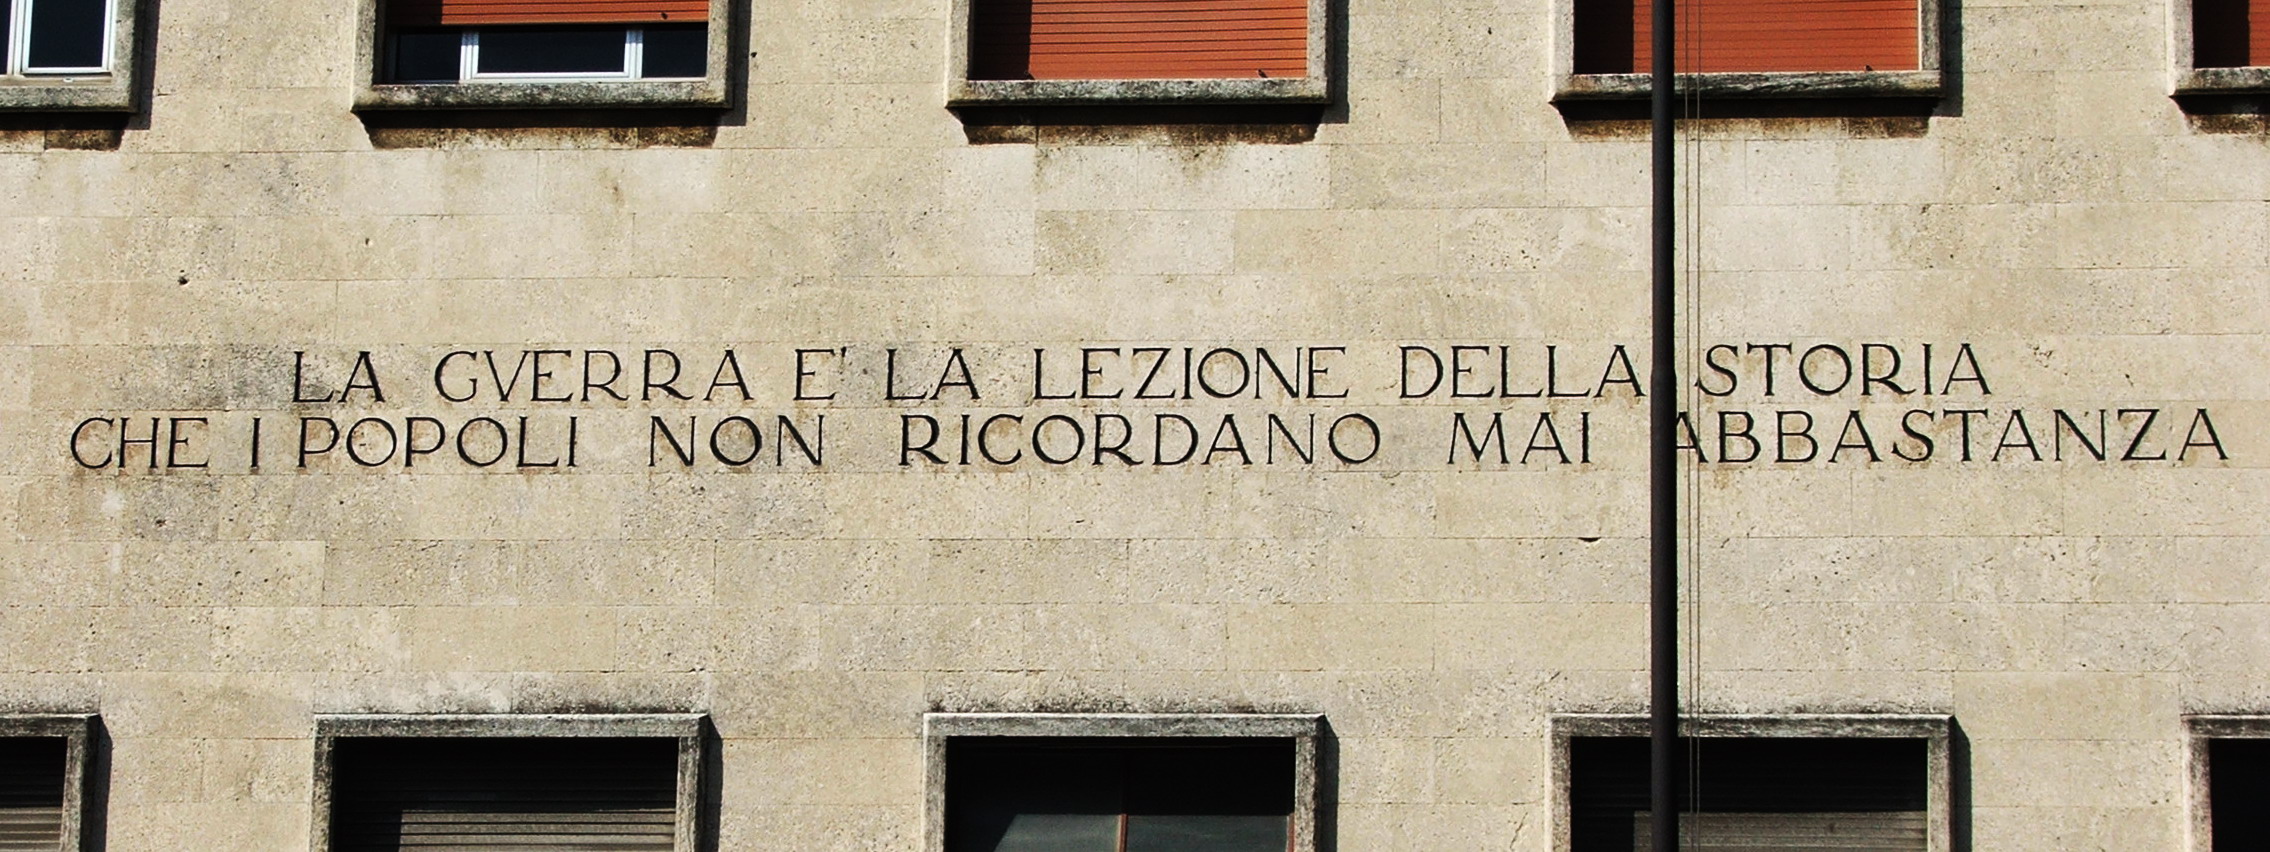 LA GVERRA E' LA LEZIONE DELLA STORIA
CHE I POPOLI NON RICORDANO MAI ABBASTANZA